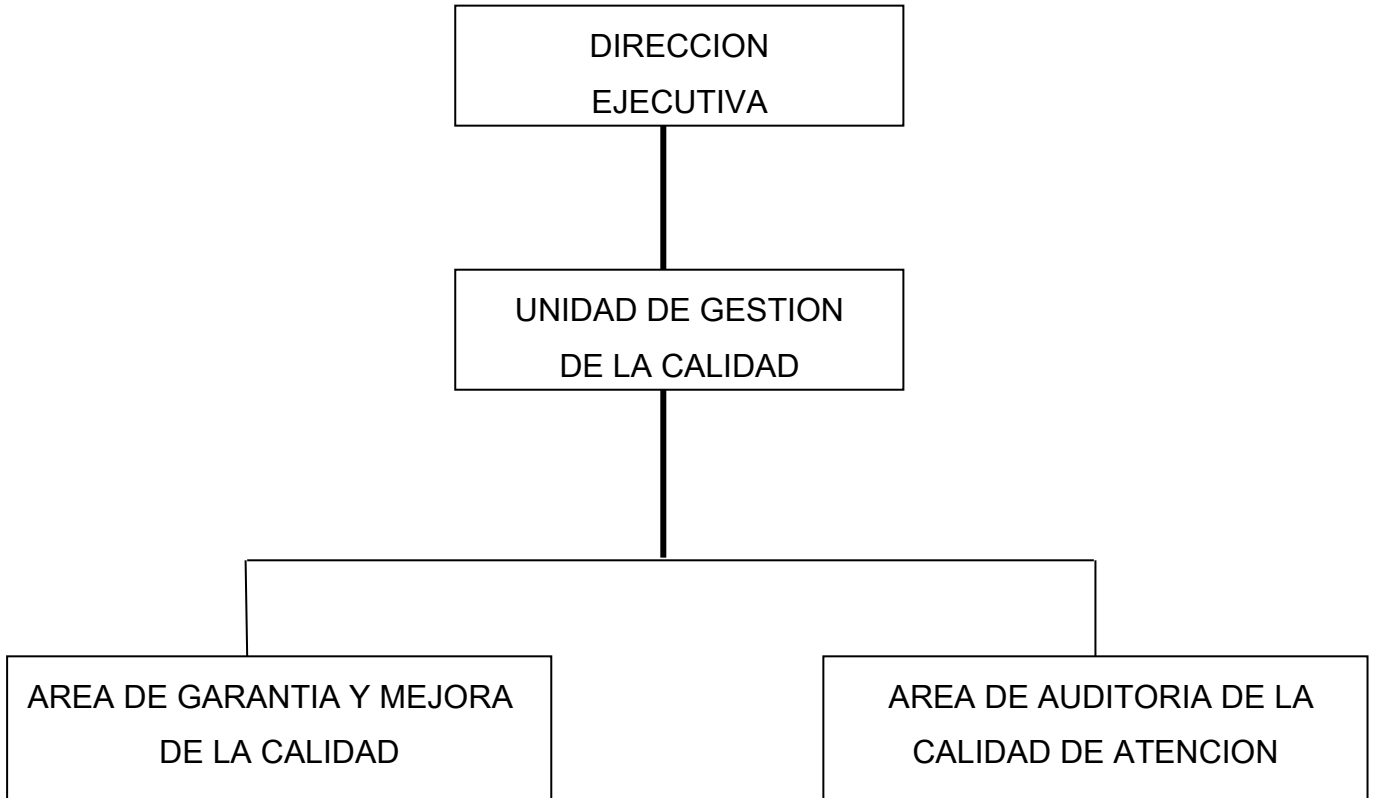 DIRECCION
EJECUTIVA
UNIDAD DE GESTION
DE LA CALIDAD
AREA DE GARANTIA Y MEJORA
DE LA CALIDAD
AREA DE AUDITORIA DE LA
CALIDAD DE ATENCION